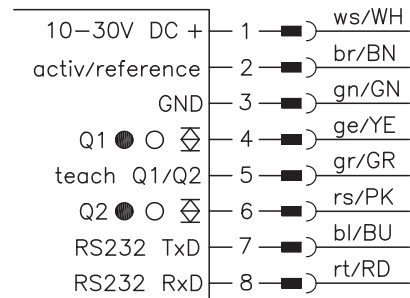 10-30V DC + 1 ws/WH
activ/reference 2 br/BN
GND 3 gn/GN
Q1 4 ge/YE
teach Q1/Q2 5 gr/GR
Q2 6 rs/PK
RS232 TxD 7 bl/BU
RS232 RxD 8 rt/RD